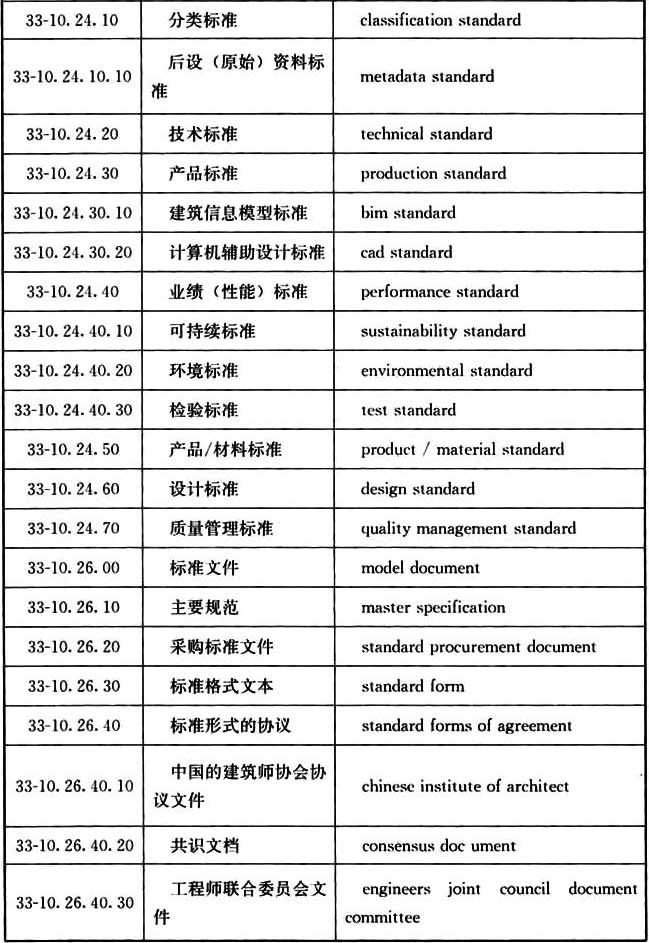 33-10. 24. 10 分类标准 classification standard
后设（原始）资料标
33-10. 24. 10. 10 准 metadata standard
33-10. 24. 20 技术标准 technical standard
33-10. 24. 30 产品标准 production standard
33-10. 24. 30. 10 建筑信息模型标准 bim standard
33-10. 24. 30. 20 计算机辅助设计标准 cad standard
33-10. 24. 40 业绩（性能）标准 performance standard
33-10. 24. 40. 10 可持续标准 sustainability standard
33-10. 24. 40. 20 环境标准 environmental standard
33-10. 24. 40. 30 检验标准 test standard
33-10. 24. 50 产品/材料标准 product / material standard
33-10. 24. 60 设计标准 design standard
33-10. 24. 70 质量管理标准 quality management standard
33-10. 26. 00 标准文件 model document
33-10. 26. 10 主要规范 master specification
33-10. 26. 20 采购标准文件 standard procurement document
33-10. 26. 30 标准格式文本 standard form
33-10. 26. 40 标准形式的协议 standard forms of agreement
中国的建筑师协会协
33-10. 26. 40. 10 议文件 chinese institute of architect
33-10. 26. 40. 20 共识文档 consensus doc ument
33-10. 26. 40. 30 工程师联合委员会文 engineers joint council document
件 committee